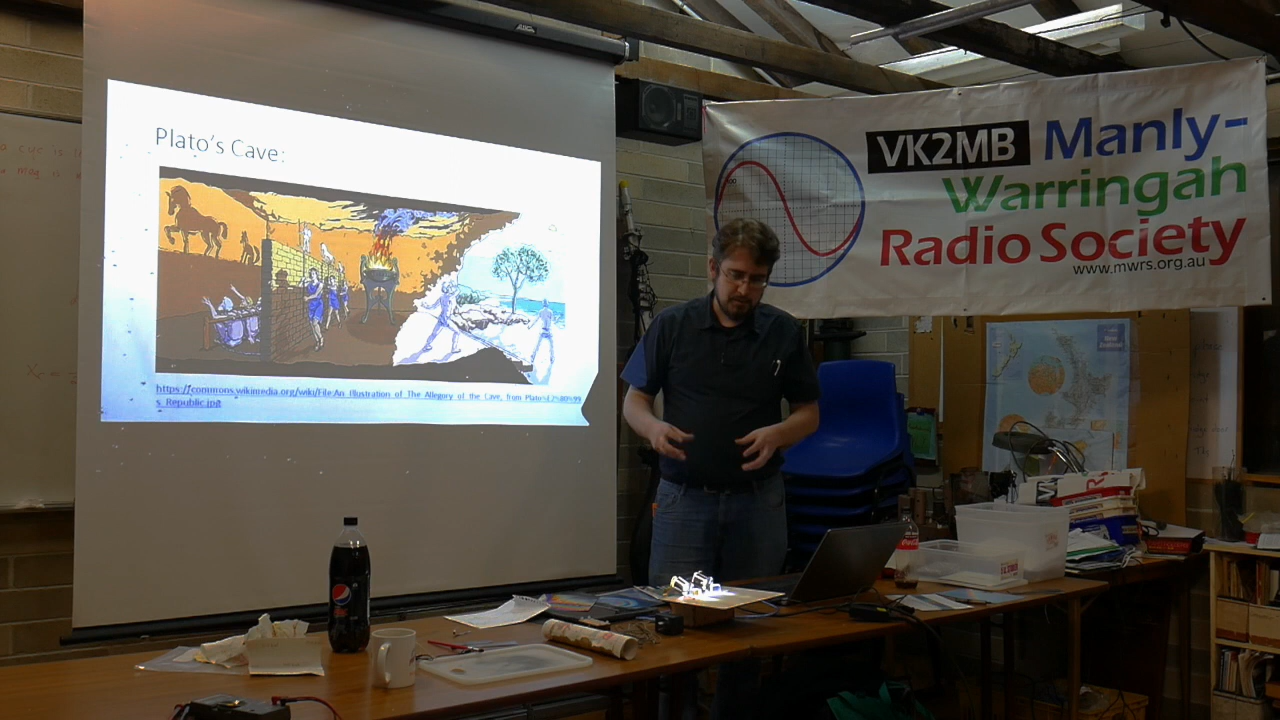 Plato's Cave:
https://commons.wikimedia.org/wiki/File:An_Illustration_of_The_Allegory_of_the_Cave,_from_Plato%E2%80%99
s_Republic.jpg
VK2MB Manly-
Warringah
Radio Society
www.mwrs.org.au
pepsi